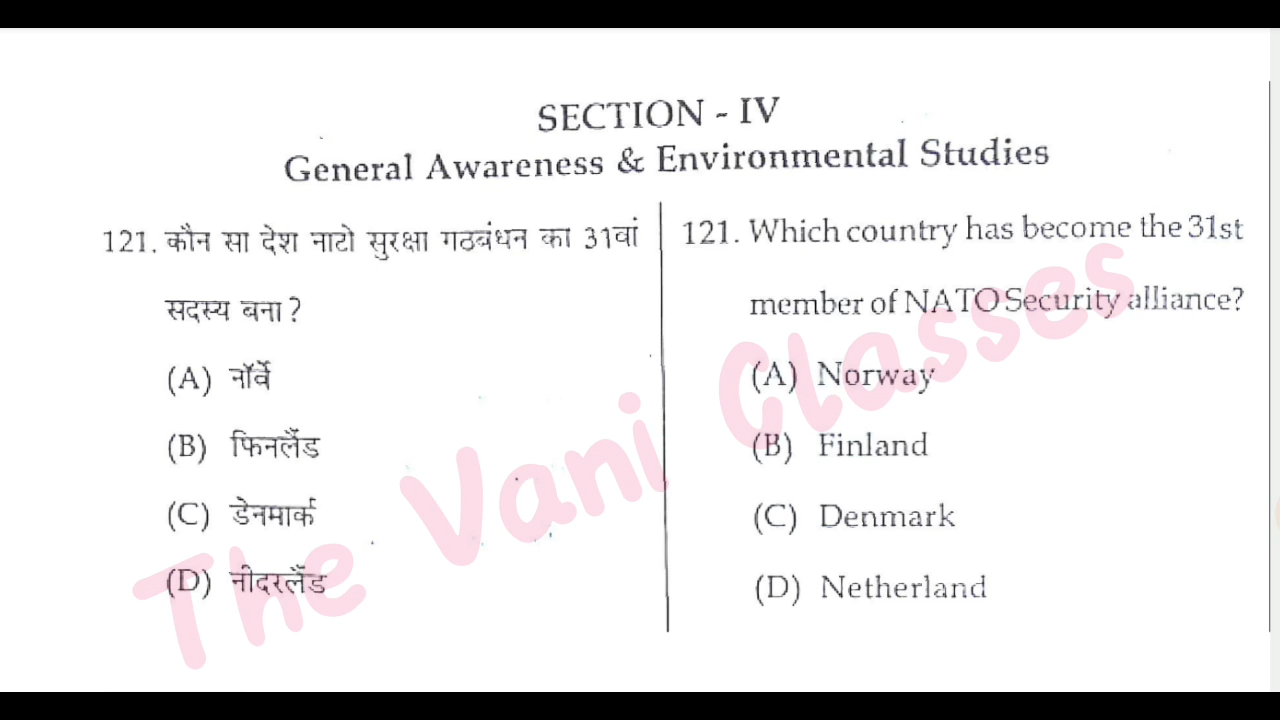 SECTION - IV
General Awareness & Environmental Studies
121. कौन सा देश नाटो सुरक्षा गठबंधन का 31वां
सदस्य बना ?
(A) नॉर्वे
(B) फिनलैंड
(C) डेनमार्क
(D) नीदरलैंड
121. Which country has become the 31st
member of NATO Security alliance?
(A) Norway
(B) Finland
(C) Denmark
(D) Netherland
The Vani Classes